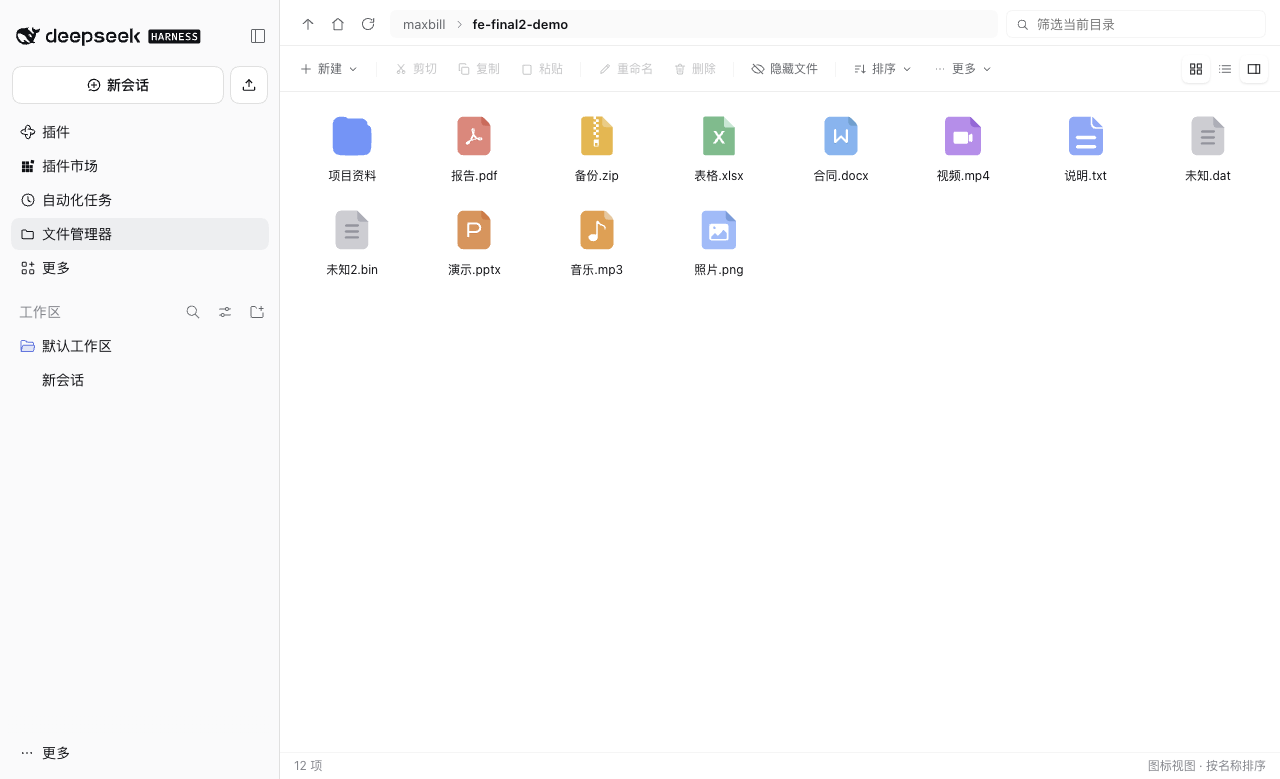 deepseek HARNESS
新会话
插件
插件市场
自动化任务
文件管理器
更多
工作区
默认工作区
新会话
更多
maxbill fe-final2-demo
筛选当前目录
新建 剪切 复制 粘贴 重命名 删除 隐藏文件 排序 更多
项目资料 报告.pdf 备份.zip 表格.xlsx 合同.docx 视频.mp4 说明.txt 未知.dat
未知2.bin 演示.pptx 音乐.mp3 照片.png
12 项
图标视图 · 按名称排序